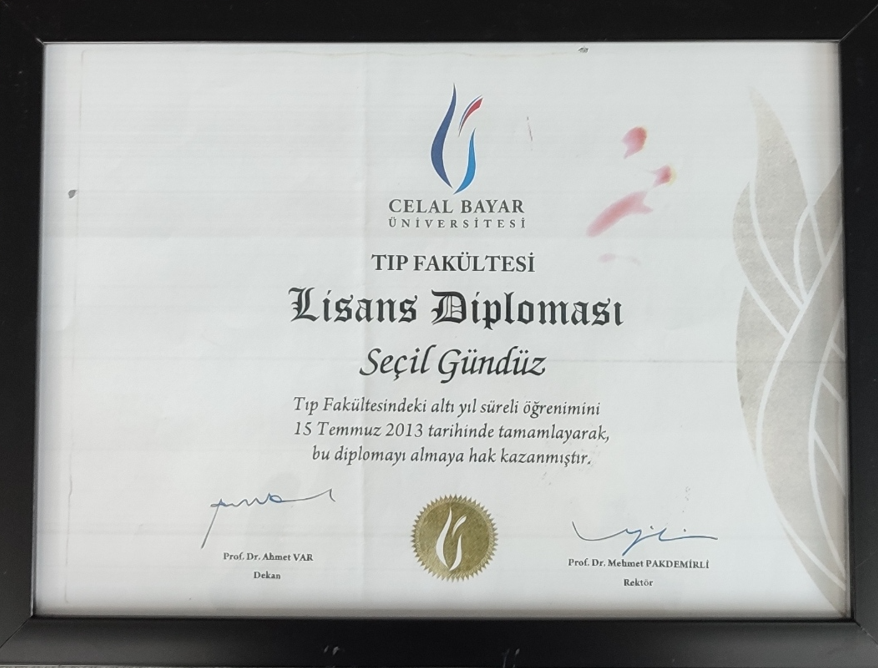 CELAL BAYAR
ÜNİVERSİTESİ
TIP FAKÜLTESİ
Lisans Diploması
Seçil Gündüz
Tıp Fakültesindeki altı yıl süreli öğrenimini
15 Temmuz 2013 tarihinde tamamlayarak,
bu diplomayı almaya hak kazanmıştır.
Prof. Dr. Ahmet VAR
Dekan
Prof. Dr. Mehmet PAKDEMİRLİ
Rektör